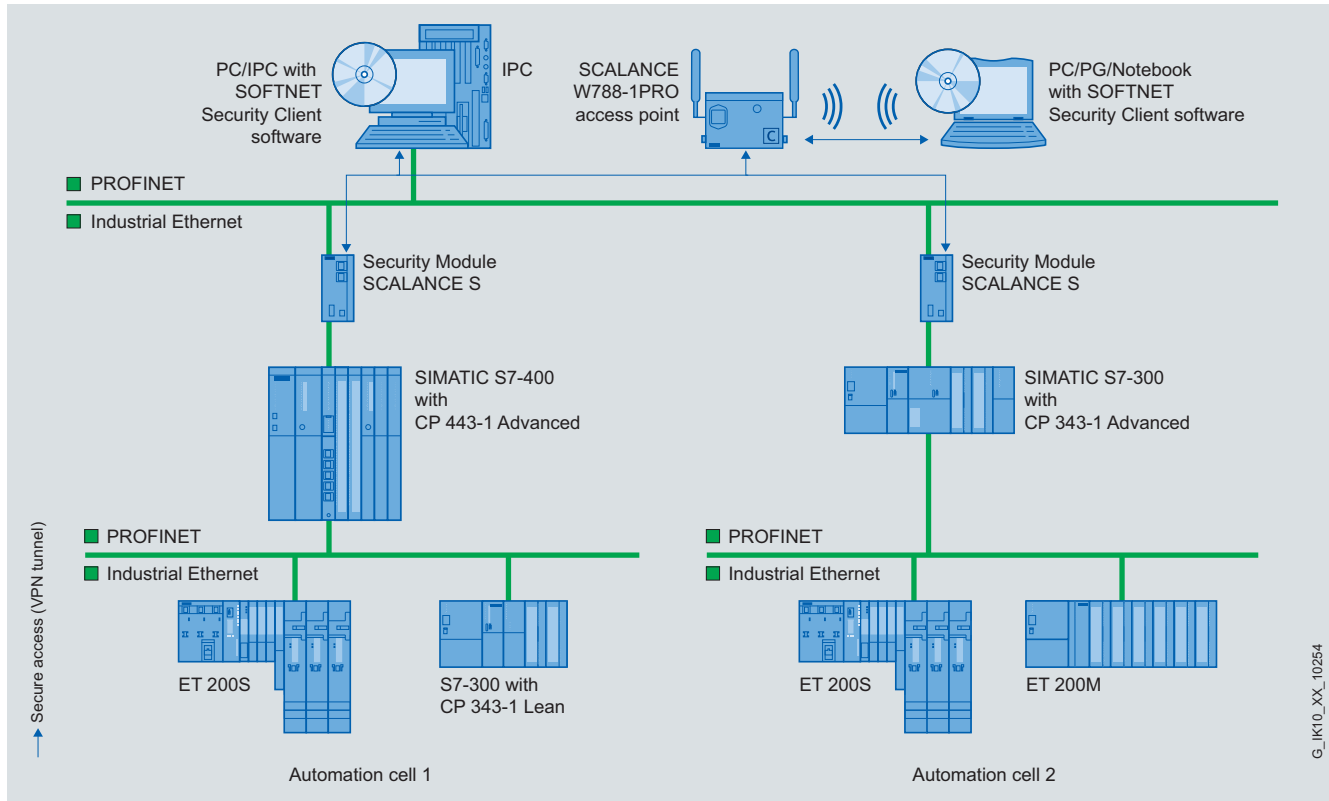 PC/IPC with
SOFTNET
Security Client
software
IPC
SCALANCE
W788-1PRO
access point
C
PC/PG/Notebook
with SOFTNET
Security Client software
PROFINET
Industrial Ethernet
Security Module
SCALANCE S
Security Module
SCALANCE S
SIMATIC S7-400
with
CP 443-1 Advanced
SIMATIC S7-300
with
CP 343-1 Advanced
PROFINET
Industrial Ethernet
PROFINET
Industrial Ethernet
ET 200S
S7-300 with
CP 343-1 Lean
ET 200S
ET 200M
Automation cell 1
Automation cell 2
Secure access (VPN tunnel)
G_IK10_XX_10254